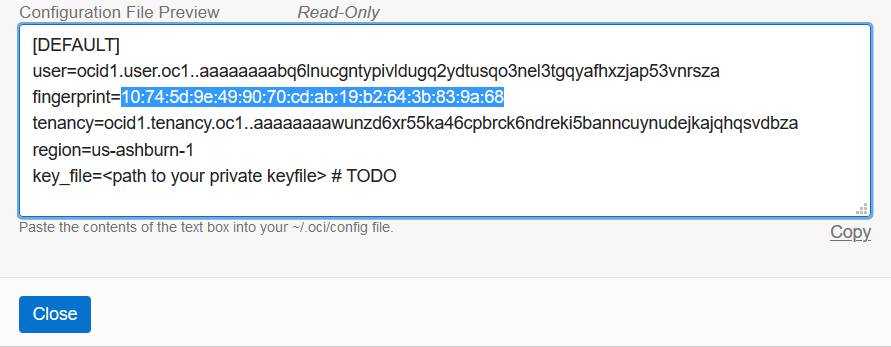 Configuration File Preview Read-Only
[DEFAULT]
user=ocid1.user.oc1..aaaaaaaabq6lnucgntypivldugq2ydtusqo3nel3tgqyafhxzjap53vnrsza
fingerprint=10:74:5d:9e:49:90:70:cd:ab:19:b2:64:3b:83:9a:68
tenancy=ocid1.tenancy.oc1..aaaaaaaawunzd6xr55ka46cpbrck6ndreki5banncuynudejkajqhqsvdbza
region=us-ashburn-1
key_file=<path to your private keyfile> # TODO
Paste the contents of the text box into your ~/.oci/config file.
Copy
Close